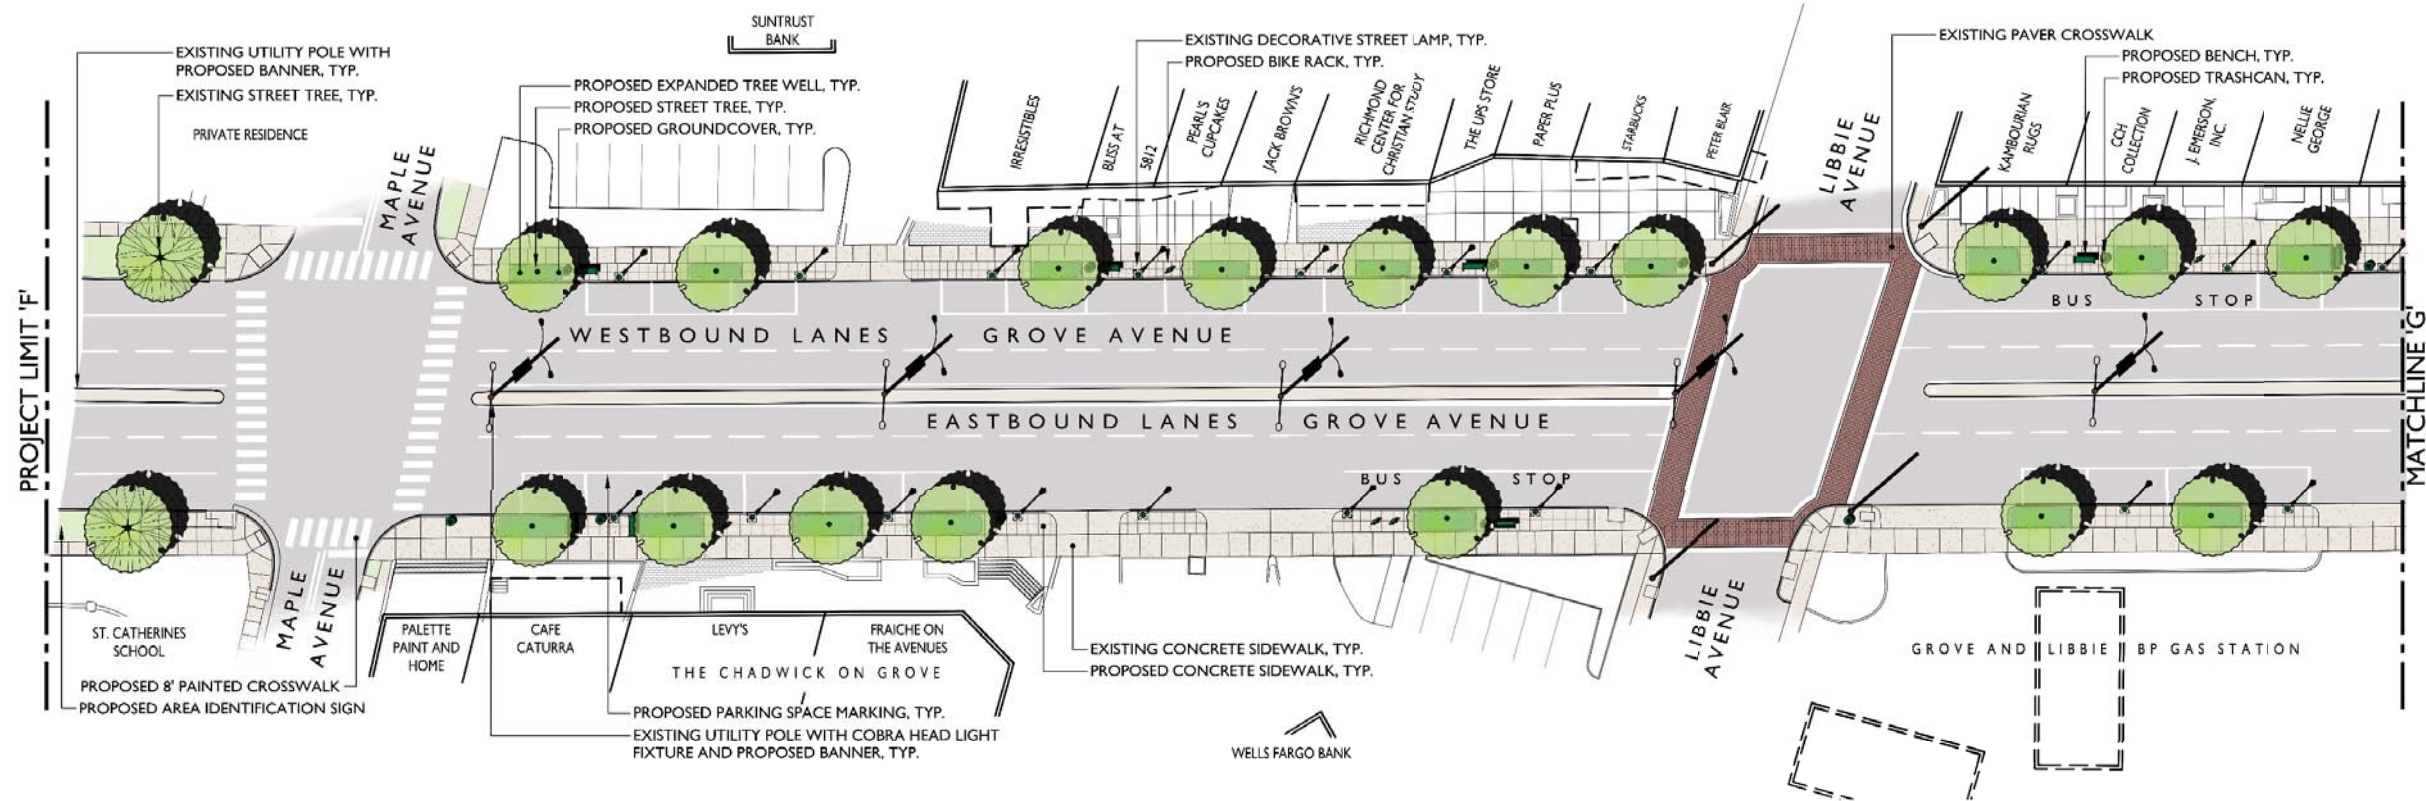 SUNTRUST
BANK
EXISTING UTILITY POLE WITH
PROPOSED BANNER, TYP.
EXISTING STREET TREE, TYP.
PRIVATE RESIDENCE
MAPLE
AVENUE
PROPOSED EXPANDED TREE WELL, TYP.
PROPOSED STREET TREE, TYP.
PROPOSED GROUNDCOVER, TYP.
EXISTING DECORATIVE STREET LAMP, TYP.
PROPOSED BIKE RACK, TYP.
IRRESISTIBLES
BLISS AT
5812
PEARL'S
CUPCAKES
JACK BROWN'S
RICHMOND
CENTER FOR
CHRISTIAN STUDY
THE UPS STORE
PAPER PLUS
STARBUCKS
PETER BLAIR
LIBBIE
AVENUE
EXISTING PAVER CROSSWALK
PROPOSED BENCH, TYP.
PROPOSED TRASHCAN, TYP.
KAMBOURIAN
RUGS
CCH
COLLECTION
J. EMERSON,
INC.
NELLIE
GEORGE
BUS STOP
PROJECT LIMIT 'F'
WESTBOUND LANES GROVE AVENUE
EASTBOUND LANES GROVE AVENUE
MATCHLINE 'G'
BUS STOP
ST. CATHERINES
SCHOOL
MAPLE
AVENUE
PALETTE
PAINT AND
HOME
CAFE
CATURRA
LEVY'S
FRAICHE ON
THE AVENUES
THE CHADWICK ON GROVE
EXISTING CONCRETE SIDEWALK, TYP.
PROPOSED CONCRETE SIDEWALK, TYP.
LIBBIE
AVENUE
GROVE AND LIBBIE BP GAS STATION
PROPOSED 8' PAINTED CROSSWALK
PROPOSED AREA IDENTIFICATION SIGN
PROPOSED PARKING SPACE MARKING, TYP.
EXISTING UTILITY POLE WITH COBRA HEAD LIGHT
FIXTURE AND PROPOSED BANNER, TYP.
WELLS FARGO BANK